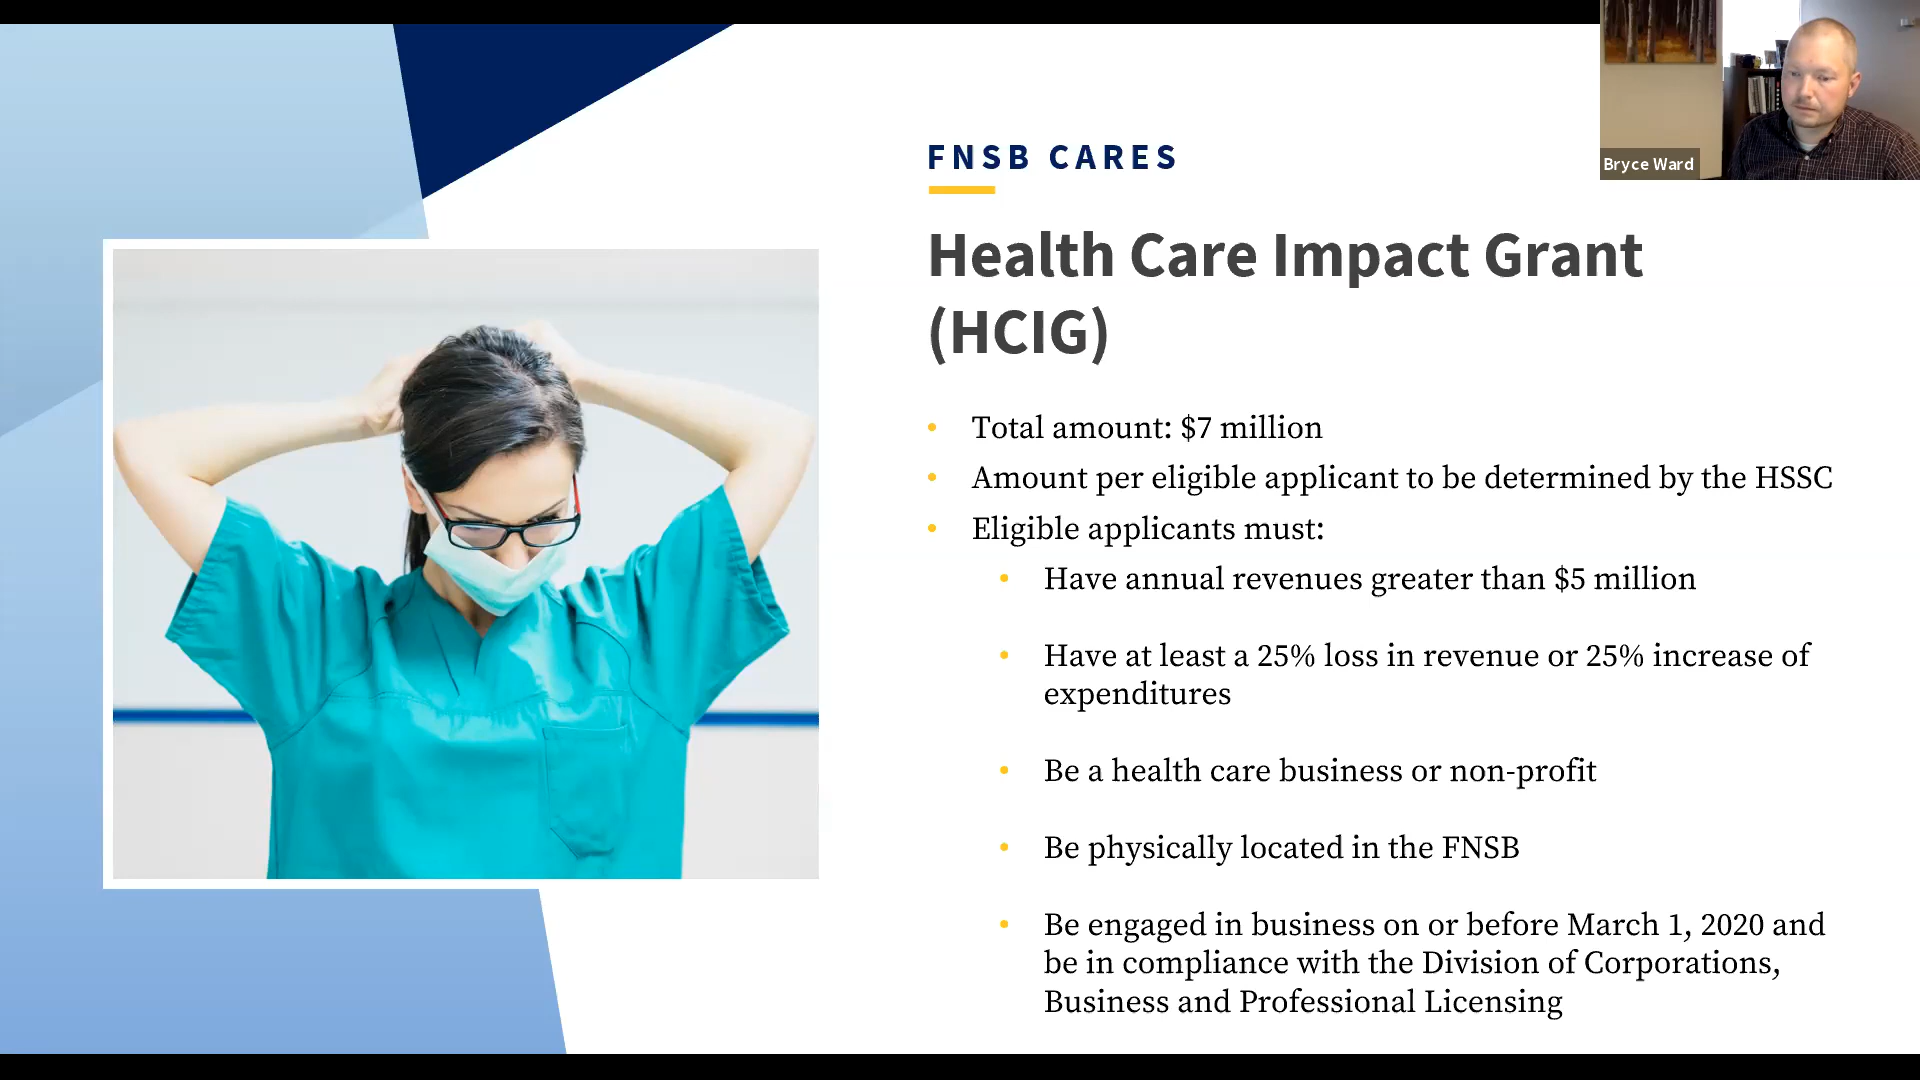 Bryce Ward
FNSB CARES
Health Care Impact Grant
(HCIG)
• Total amount: $7 million
• Amount per eligible applicant to be determined by the HSSC
• Eligible applicants must:
• Have annual revenues greater than $5 million
• Have at least a 25% loss in revenue or 25% increase of
expenditures
• Be a health care business or non-profit
• Be physically located in the FNSB
• Be engaged in business on or before March 1, 2020 and
be in compliance with the Division of Corporations,
Business and Professional Licensing